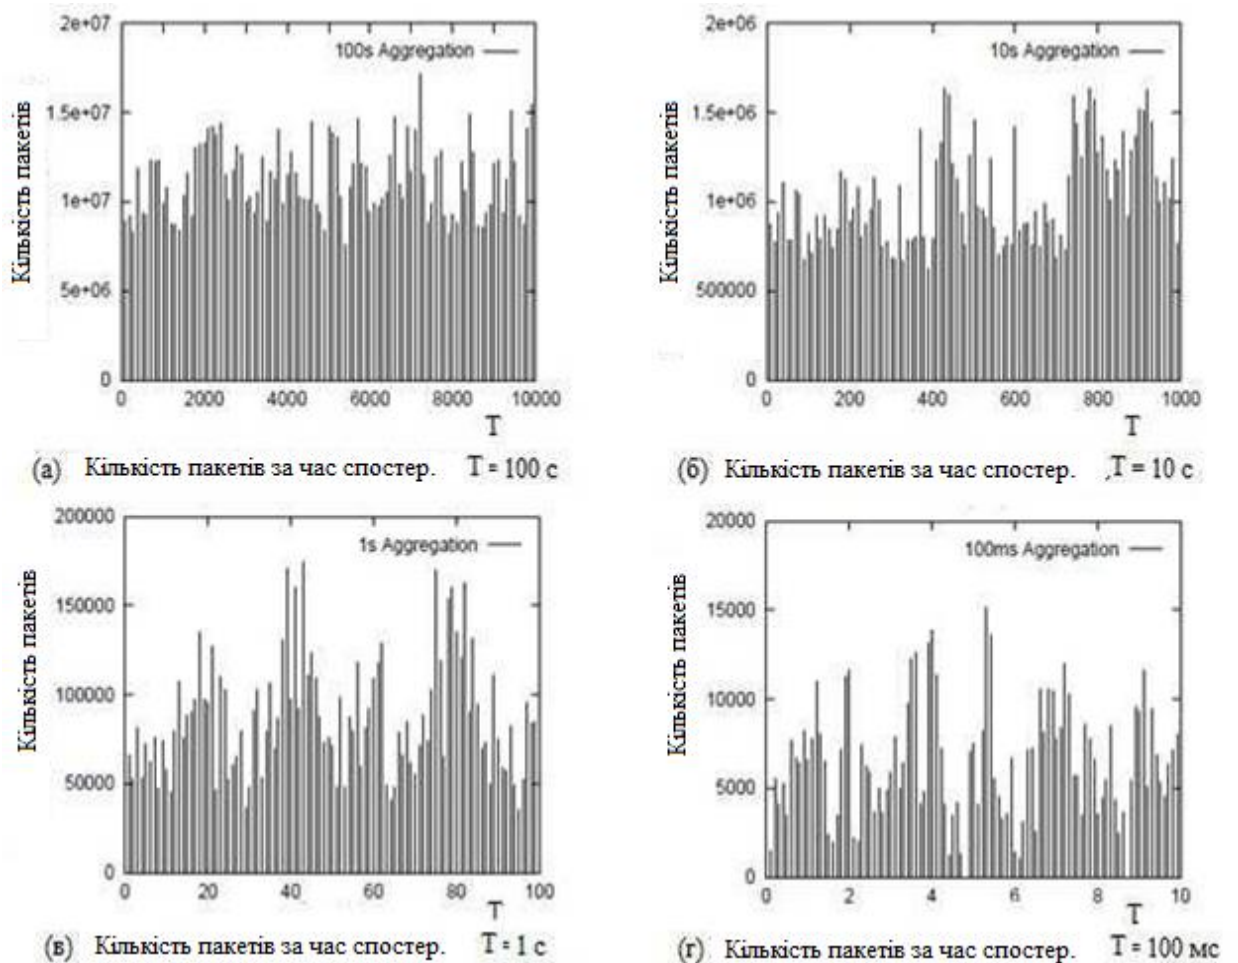 Кількість пакетів
2e+07
1.5e+07
1e+07
5e+06
0
100s Aggregation
0 2000 4000 6000 8000 10000
T
(а) Кількість пакетів за час спостер. T = 100 с
Кількість пакетів
2e+06
1.5e+06
1e+06
500000
0
10s Aggregation
0 200 400 600 800 1000
T
(б) Кількість пакетів за час спостер. ,T = 10 с
Кількість пакетів
200000
150000
100000
50000
0
1s Aggregation
0 20 40 60 80 100
T
(в) Кількість пакетів за час спостер. T = 1 с
Кількість пакетів
20000
15000
10000
5000
0
100ms Aggregation
0 2 4 6 8 10
T
(г) Кількість пакетів за час спостер. T = 100 мс